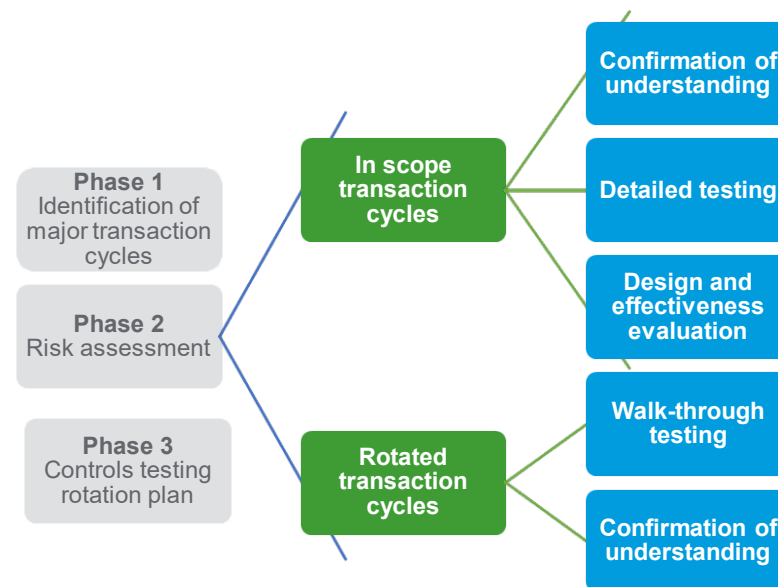 Phase 1
Identification of
major transaction
cycles
Phase 2
Risk assessment
Phase 3
Controls testing
rotation plan
In scope
transaction
cycles
Rotated
transaction
cycles
Confirmation of
understanding
Detailed testing
Design and
effectiveness
evaluation
Walk-through
testing
Confirmation of
understanding